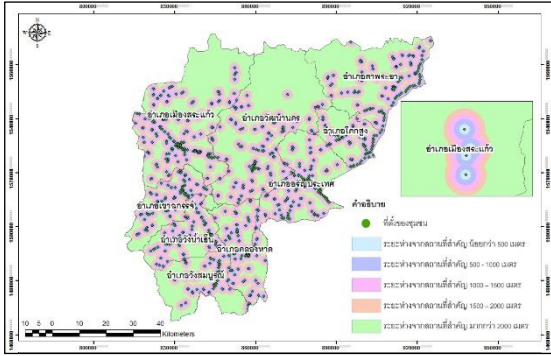 800000 820000 840000 860000 880000 900000 920000 940000
N
S
อำเภอตาพระยา
อำเภอเมืองสระแก้ว
อำเภอวัฒนานคร
อำเภอโคกสูง
อำเภออรัญประเทศ
อำเภอเขาฉกรรจ์
อำเภอวังน้ำเย็น
อำเภอคลองหาด
อำเภอวังสมบูรณ์
อำเภอเมืองสระแก้ว
คำอธิบาย
ที่ตั้งของชุมชน
ระยะห่างจากสถานที่สำคัญ น้อยกว่า 500 เมตร
ระยะห่างจากสถานที่สำคัญ 500 - 1000 เมตร
ระยะห่างจากสถานที่สำคัญ 1000 - 1500 เมตร
ระยะห่างจากสถานที่สำคัญ 1500 - 2000 เมตร
ระยะห่างจากสถานที่สำคัญ มากกว่า 2000 เมตร
10 5 0 10 20 30 40
Kilometers